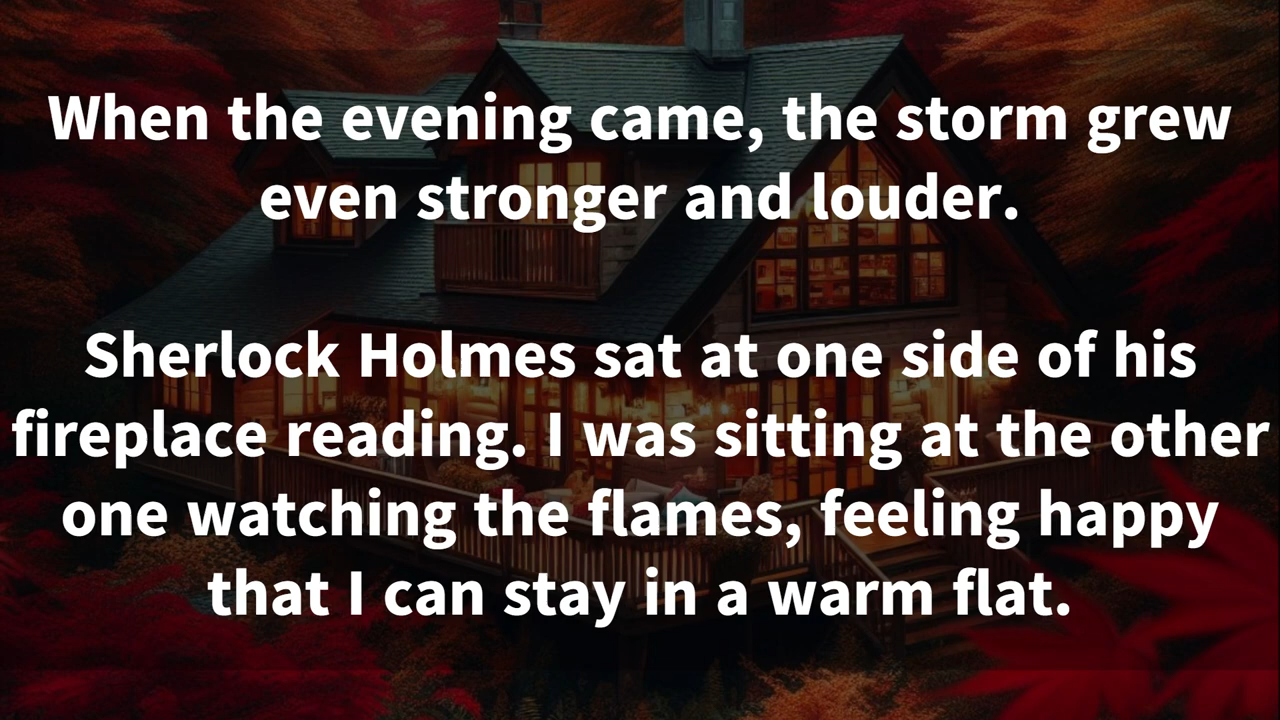 When the evening came, the storm grew
even stronger and louder.
Sherlock Holmes sat at one side of his
fireplace reading. I was sitting at the other
one watching the flames, feeling happy
that I can stay in a warm flat.